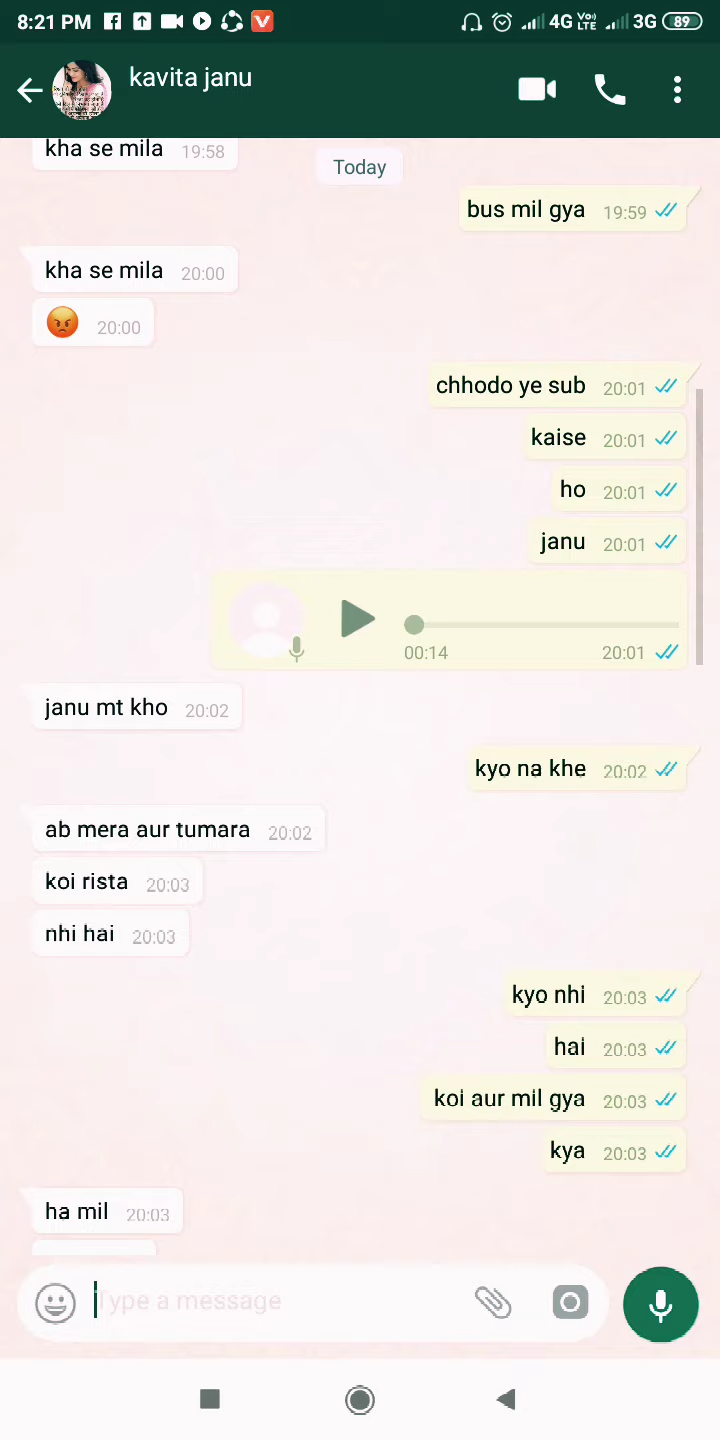 8:21 PM 4G Vo) LTE 3G 89
kavita janu
kha se mila 19:58
Today
bus mil gya 19:59
kha se mila 20:00
😡 20:00
chhodo ye sub 20:01
kaise 20:01
ho 20:01
janu 20:01
00:14 20:01
janu mt kho 20:02
kyo na khe 20:02
ab mera aur tumara 20:02
koi rista 20:03
nhi hai 20:03
kyo nhi 20:03
hai 20:03
koi aur mil gya 20:03
kya 20:03
ha mil 20:03
Type a message